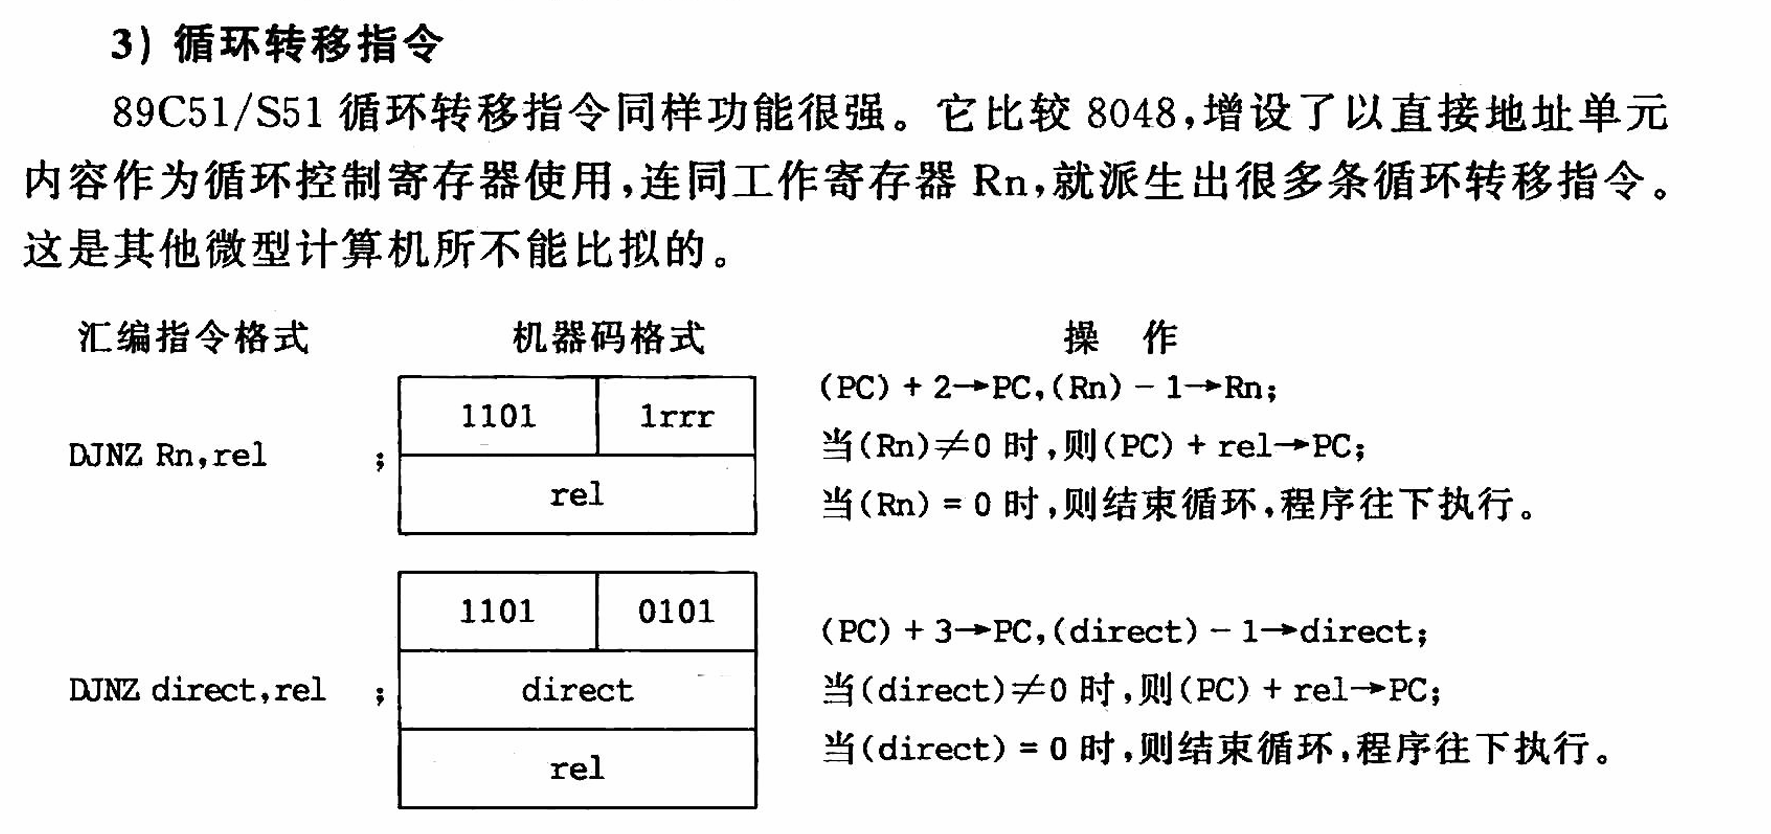 3) 循环转移指令
89C51/S51 循环转移指令同样功能很强。它比较 8048,增设了以直接地址单元
内容作为循环控制寄存器使用,连同工作寄存器 Rn,就派生出很多条循环转移指令。
这是其他微型计算机所不能比拟的。
汇编指令格式 机器码格式 操 作
DJNZ Rn,rel ;
1101 1rrr
rel
(PC) + 2→PC,(Rn) - 1→Rn;
当(Rn)≠0 时,则(PC) + rel→PC;
当(Rn) = 0 时,则结束循环,程序往下执行。
DJNZ direct,rel ;
1101 0101
direct
rel
(PC) + 3→PC,(direct) - 1→direct;
当(direct)≠0 时,则(PC) + rel→PC;
当(direct) = 0 时,则结束循环,程序往下执行。